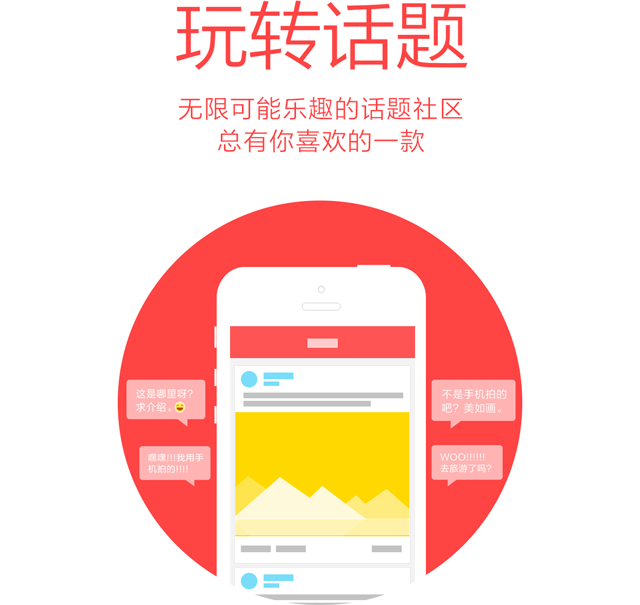 玩转话题
无限可能乐趣的话题社区
总有你喜欢的一款
这是哪里呀?
求介绍。
不是手机拍的
吧? 美如画。
噗噗!!!我用手
机拍的!!!!
WOO!!!!!!
去旅游了吗?